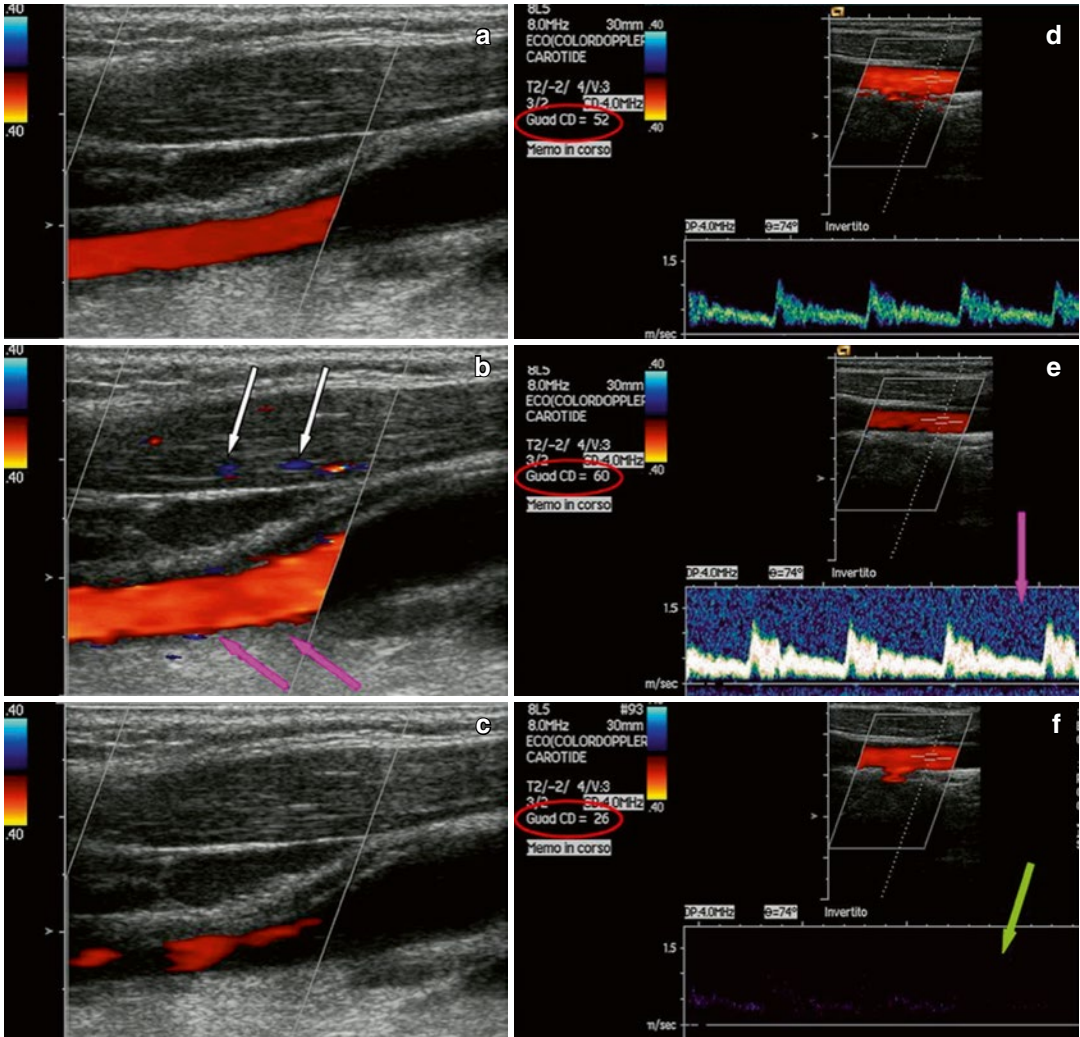 .40
a
.40
8L5
8.0MHz 30mm .40
ECO(COLORDOPPLER
CAROTIDE
T2/-2/ 4/V:3
3/2 CD:4.0MHz
Guad CD = 52 .40
Memo in corso
d
DP:4.0MHz ϴ=74° Invertito
1.5
m/sec
.40
b
.40
8L5
8.0MHz 30mm .40
ECO(COLORDOPPLER
CAROTIDE
T2/-2/ 4/V:3
3/2 CD:4.0MHz
Guad CD = 60 .40
Memo in corso
e
DP:4.0MHz ϴ=74° Invertito
1.5
m/sec
.40
c
.40
8L5 #93
8.0MHz 30mm
ECO(COLORDOPPLER
CAROTIDE
T2/-2/ 4/V:3
3/2 CD:4.0MHz .40
Guad CD = 26
Memo in corso
f
DP:4.0MHz ϴ=74° Invertito
1.5
m/sec